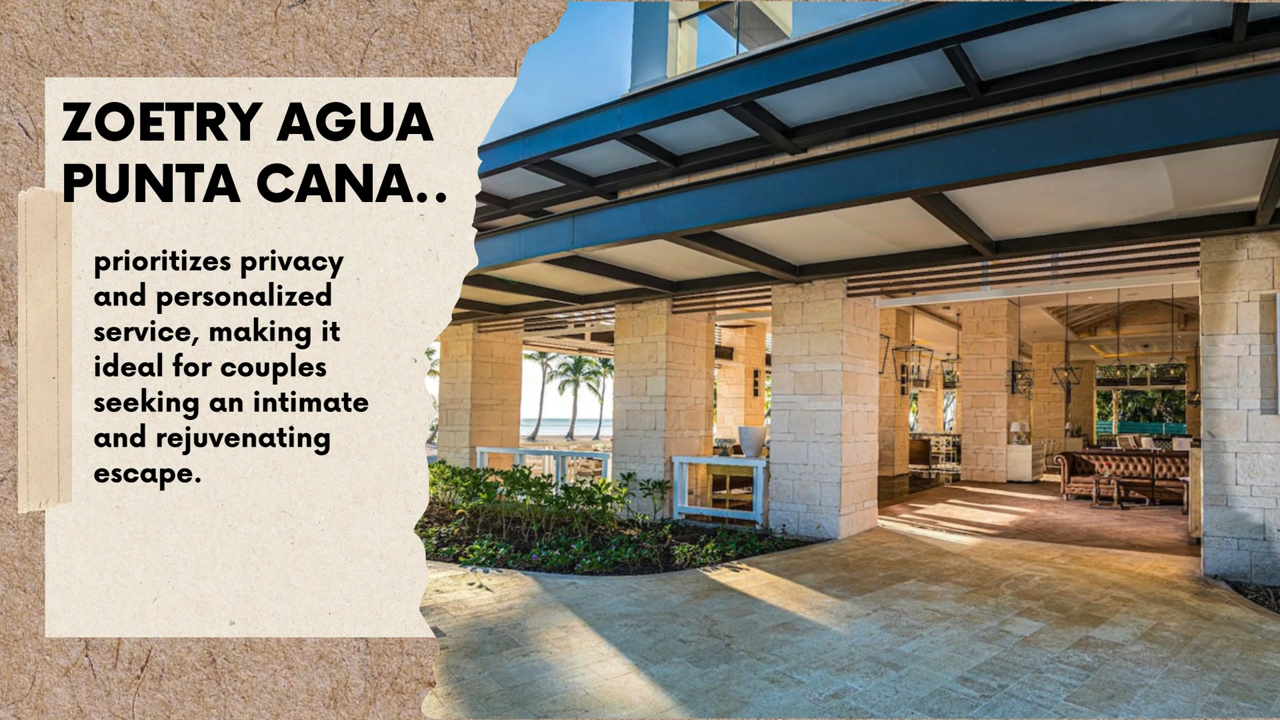 ZOETRY AGUA
PUNTA CANA..
prioritizes privacy
and personalized
service, making it
ideal for couples
seeking an intimate
and rejuvenating
escape.